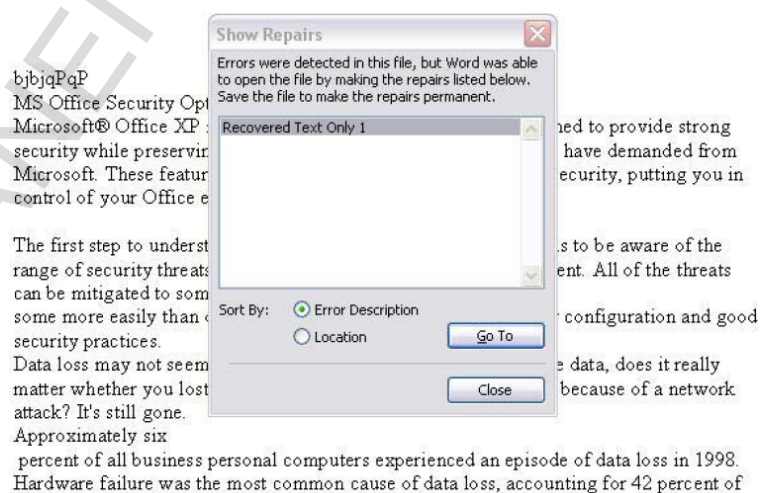 Show Repairs
Errors were detected in this file, but Word was able
to open the file by making the repairs listed below.
Save the file to make the repairs permanent.
Recovered Text Only 1
Sort By: Error Description
Location
Go To
Close
bjbjqPqP
MS Office Security Opt
Microsoft® Office XP ned to provide strong
security while preservin have demanded from
Microsoft. These featur ecurity, putting you in
control of your Office e
The first step to underst s to be aware of the
range of security threats ent. All of the threats
can be mitigated to som
some more easily than configuration and good
security practices.
Data loss may not seem e data, does it really
matter whether you lost because of a network
attack? It's still gone.
Approximately six
percent of all business personal computers experienced an episode of data loss in 1998.
Hardware failure was the most common cause of data loss, accounting for 42 percent of